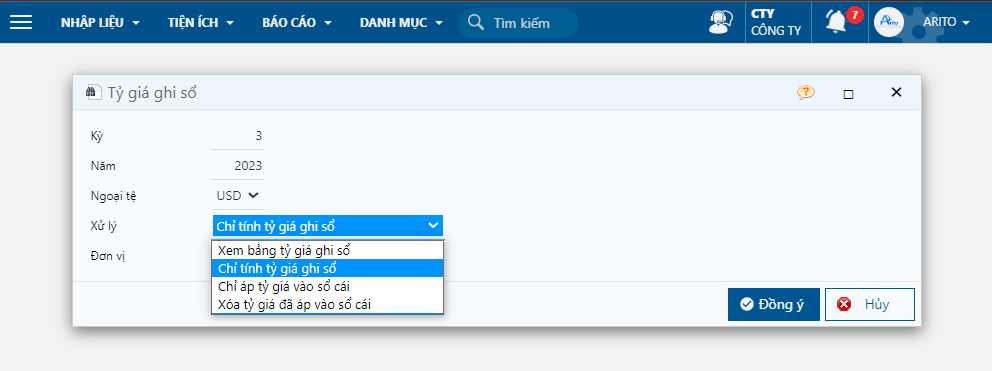 NHẬP LIỆU TIỆN ÍCH BÁO CÁO DANH MỤC Tìm kiếm CTY CÔNG TY 7 Arito ARITO
Tỷ giá ghi sổ ?
Kỳ 3
Năm 2023
Ngoại tệ USD
Xử lý Chỉ tính tỷ giá ghi sổ
Đơn vị
Xem bảng tỷ giá ghi sổ
Chỉ tính tỷ giá ghi sổ
Chỉ áp tỷ giá vào sổ cái
Xóa tỷ giá đã áp vào sổ cái
Đồng ý Hủy